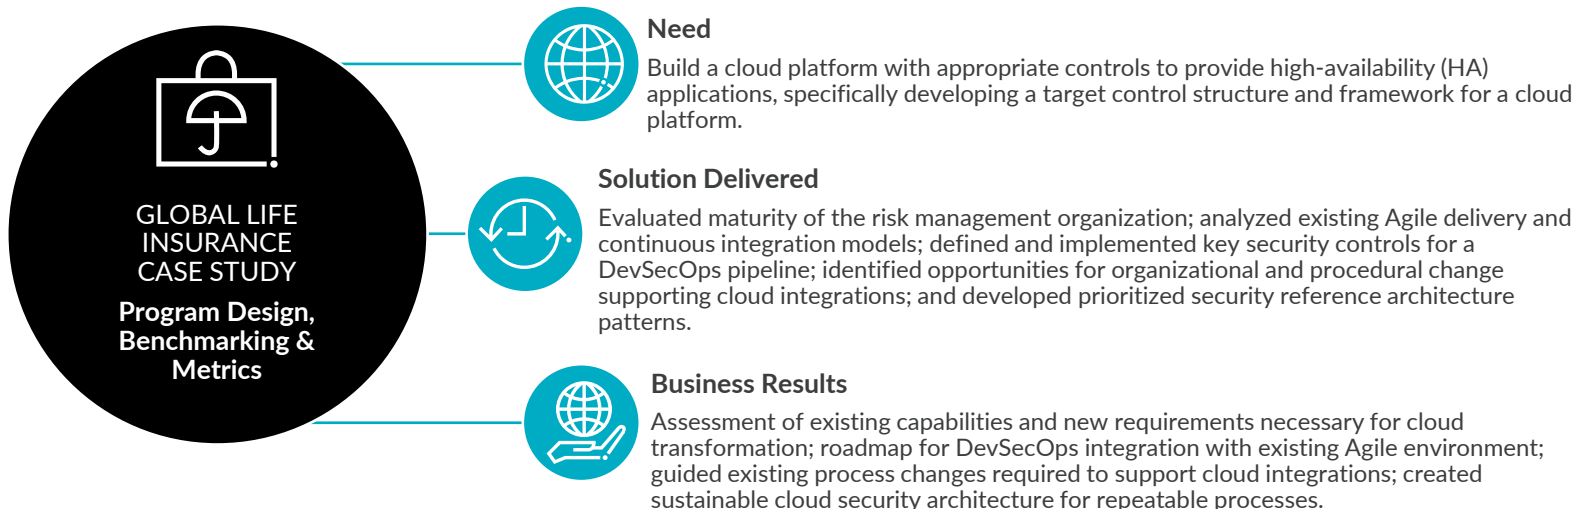 GLOBAL LIFE
INSURANCE
CASE STUDY
Program Design,
Benchmarking &
Metrics
Need
Build a cloud platform with appropriate controls to provide high-availability (HA)
applications, specifically developing a target control structure and framework for a cloud
platform.
Solution Delivered
Evaluated maturity of the risk management organization; analyzed existing Agile delivery and
continuous integration models; defined and implemented key security controls for a
DevSecOps pipeline; identified opportunities for organizational and procedural change
supporting cloud integrations; and developed prioritized security reference architecture
patterns.
Business Results
Assessment of existing capabilities and new requirements necessary for cloud
transformation; roadmap for DevSecOps integration with existing Agile environment;
guided existing process changes required to support cloud integrations; created
sustainable cloud security architecture for repeatable processes.